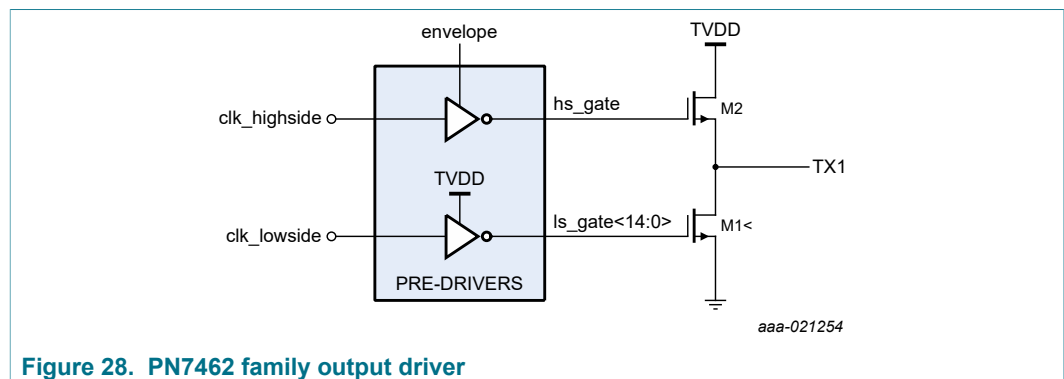 envelope
TVDD
clk_highside
hs_gate
M2
TVDD
TX1
clk_lowside
ls_gate<14:0>
M1<
PRE-DRIVERS
aaa-021254
Figure 28. PN7462 family output driver